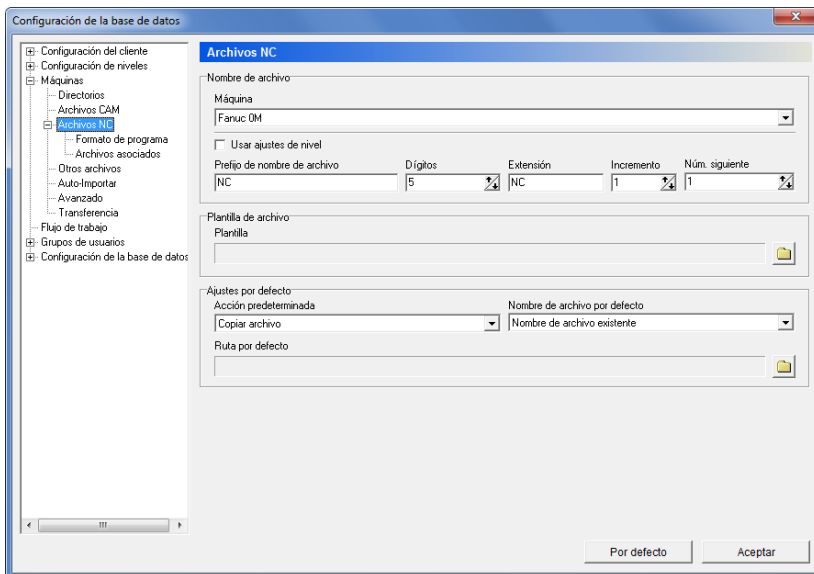 Configuración de la base de datos
Configuración del cliente
Configuración de niveles
Máquinas
Directorios
Archivos CAM
Archivos NC
Formato de programa
Archivos asociados
Otros archivos
Auto-Importar
Avanzado
Transferencia
Flujo de trabajo
Grupos de usuarios
Configuración de la base de datos
Archivos NC
Nombre de archivo
Máquina
Fanuc 0M
Usar ajustes de nivel
Prefijo de nombre de archivo Dígitos Extensión Incremento Núm. siguiente
NC 5 NC 1 1
Plantilla de archivo
Plantilla
Ajustes por defecto
Acción predeterminada Nombre de archivo por defecto
Copiar archivo Nombre de archivo existente
Ruta por defecto
Por defecto Aceptar